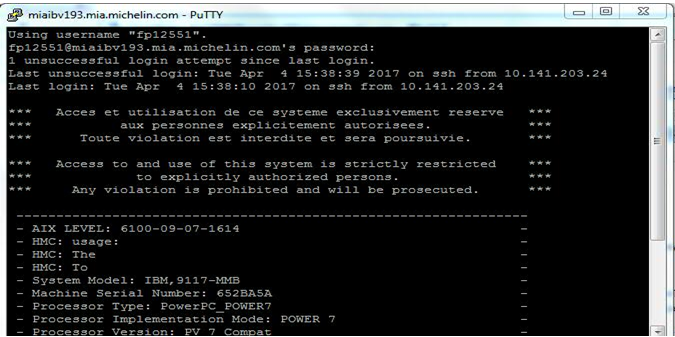 miaibv193.mia.michelin.com - PuTTY
Using username "fp12551".
fp12551@miaibv193.mia.michelin.com's password:
1 unsuccessful login attempt since last login.
Last unsuccessful login: Tue Apr  4 15:38:39 2017 on ssh from 10.141.203.24
Last login: Tue Apr  4 15:38:10 2017 on ssh from 10.141.203.24
***   Acces et utilisation de ce systeme exclusivement reserve   ***
***           aux personnes explicitement autorisees.            ***
***      Toute violation est interdite et sera poursuivie.       ***
***   Access to and use of this system is strictly restricted    ***
***             to explicitly authorized persons.                ***
***     Any violation is prohibited and will be prosecuted.      ***
----------------------------------------------------------------
- AIX LEVEL: 6100-09-07-1614 -
- HMC: usage: -
- HMC: The -
- HMC: To -
- System Model: IBM,9117-MMB -
- Machine Serial Number: 652BA5A -
- Processor Type: PowerPC_POWER7 -
- Processor Implementation Mode: POWER 7 -
- Processor Version: PV 7 Compat -